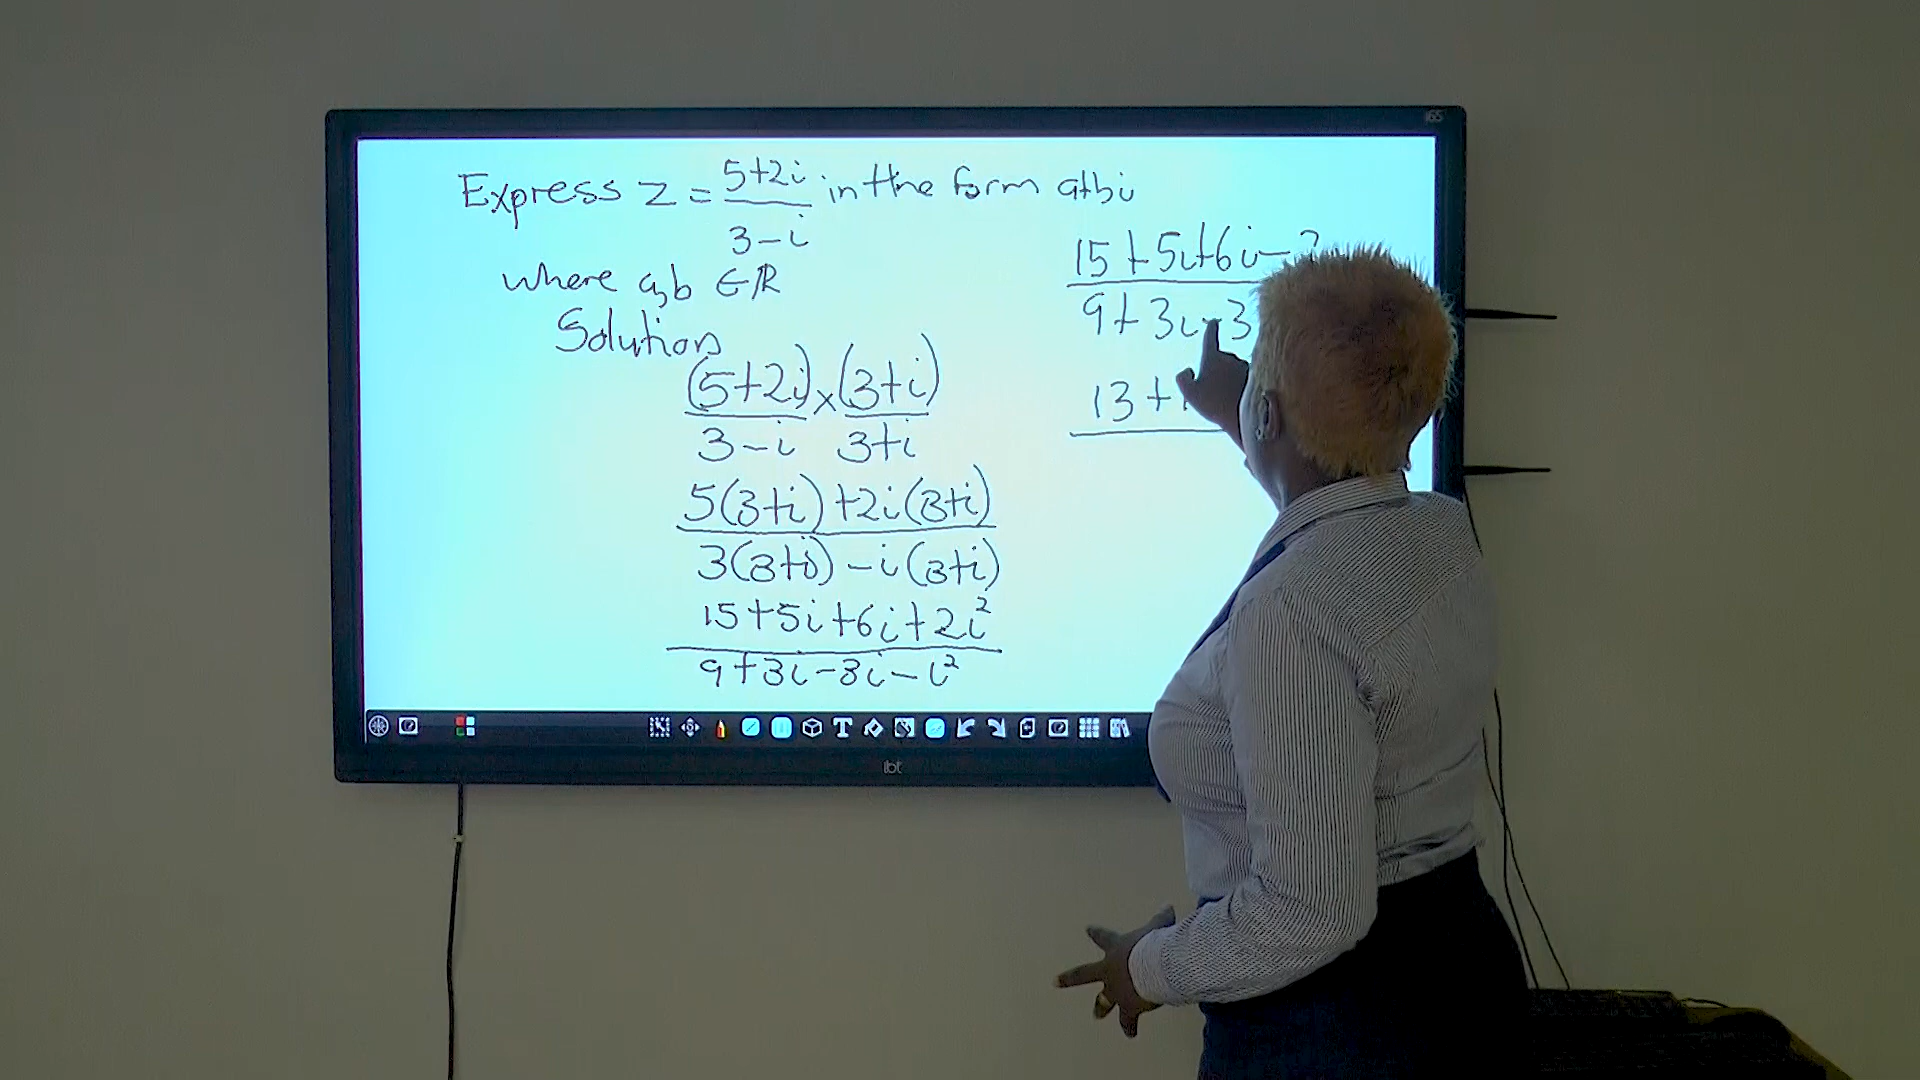 Express z = 5+2i / 3-i in the form a+bi
where a,b ∈ ℝ
Solution
(5+2i) × (3+i)
3-i 3+i
5(3+i) +2i(3+i)
3(3+i) -i(3+i)
15+5i+6i+2i²
9+3i-3i-i²
15+5i+6i-2
9+3i-3
13+
i65
ibt